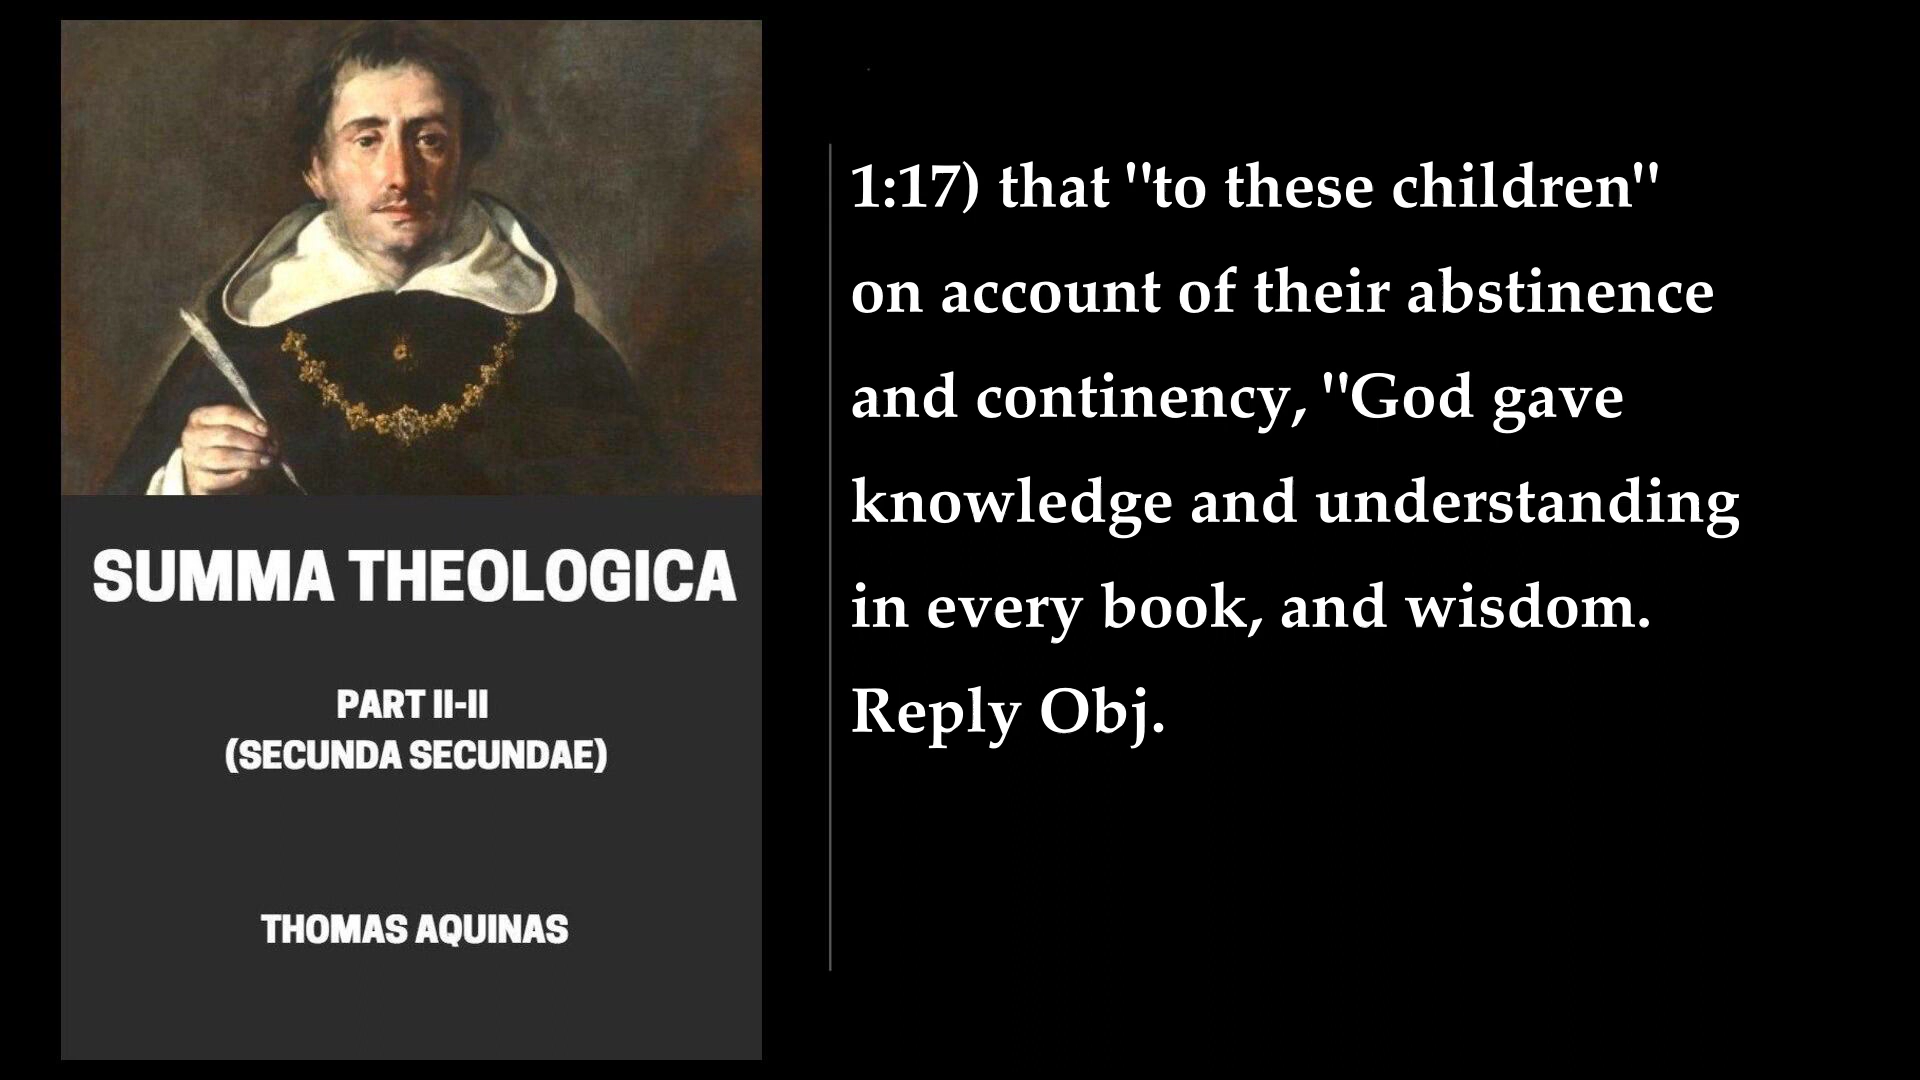 SUMMA THEOLOGICA
PART II-II
(SECUNDA SECUNDAE)
THOMAS AQUINAS
1:17) that "to these children"
on account of their abstinence
and continency, "God gave
knowledge and understanding
in every book, and wisdom.
Reply Obj.